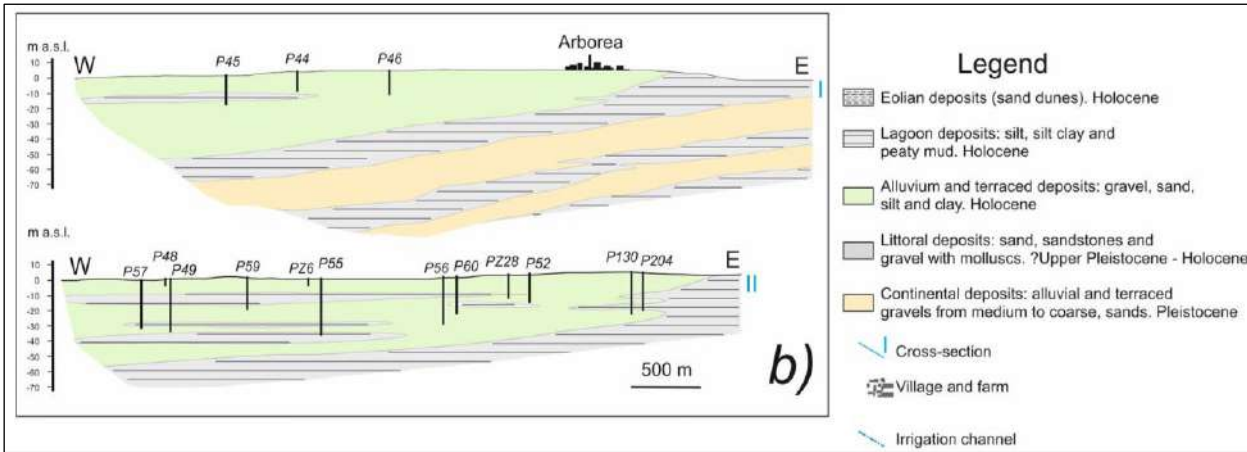 m a.s.l.
W
P45
P44
P46
Arborea
E
I
10
0
-10
-20
-30
-40
-50
-60
-70
m a.s.l.
W
P57
P48
P49
P59
PZ6
P55
P56
P60
PZ28
P52
P130
P204
E
II
10
0
-10
-20
-30
-40
-50
-60
-70
500 m
b)
Legend
Eolian deposits (sand dunes). Holocene
Lagoon deposits: silt, silt clay and
peaty mud. Holocene
Alluvium and terraced deposits: gravel, sand,
silt and clay. Holocene
Littoral deposits: sand, sandstones and
gravel with molluscs. ?Upper Pleistocene - Holocene
Continental deposits: alluvial and terraced
gravels from medium to coarse, sands. Pleistocene
Cross-section
Village and farm
Irrigation channel